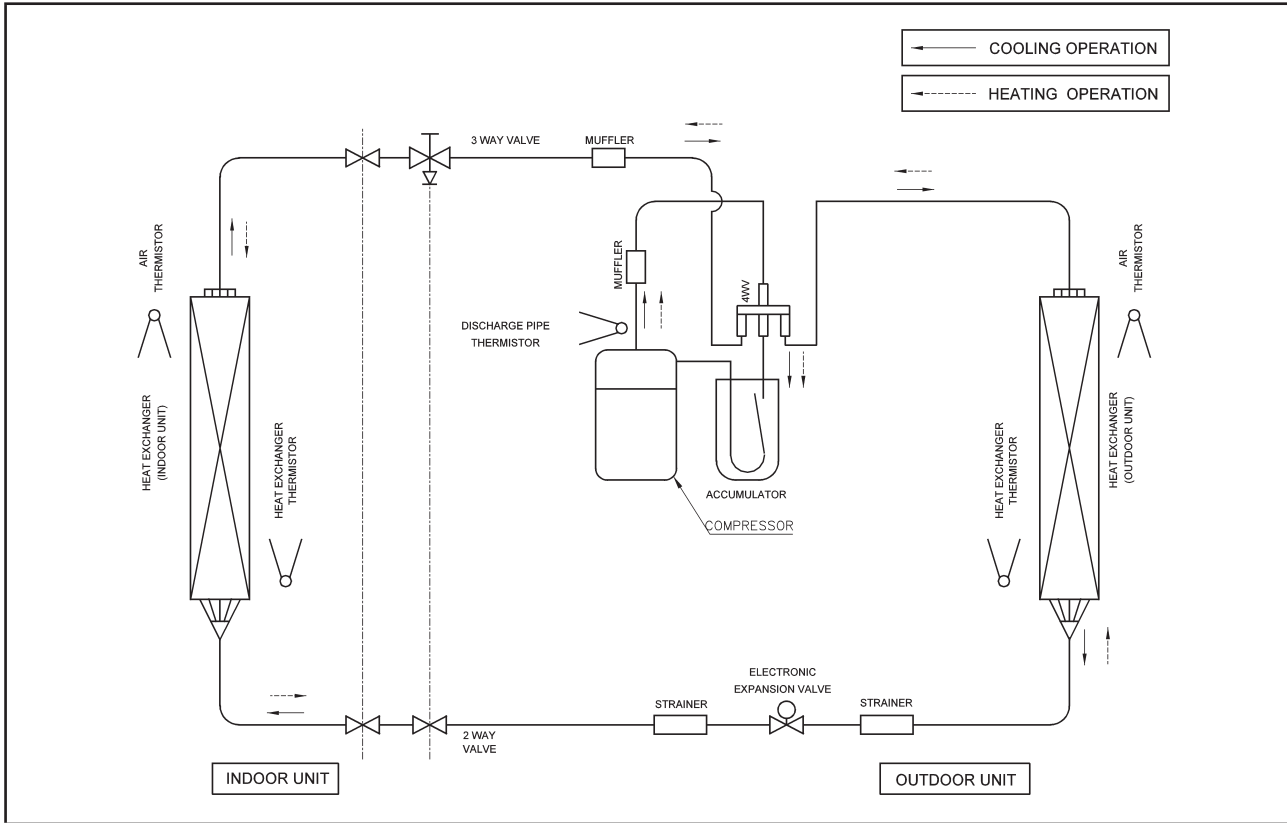 COOLING OPERATION
HEATING OPERATION
3 WAY VALVE
MUFFLER
AIR
THERMISTOR
MUFFLER
4WV
AIR
THERMISTOR
DISCHARGE PIPE
THERMISTOR
HEAT EXCHANGER
(INDOOR UNIT)
HEAT EXCHANGER
THERMISTOR
HEAT EXCHANGER
THERMISTOR
HEAT EXCHANGER
(OUTDOOR UNIT)
ACCUMULATOR
COMPRESSOR
ELECTRONIC
EXPANSION VALVE
STRAINER
STRAINER
2 WAY
VALVE
INDOOR UNIT
OUTDOOR UNIT